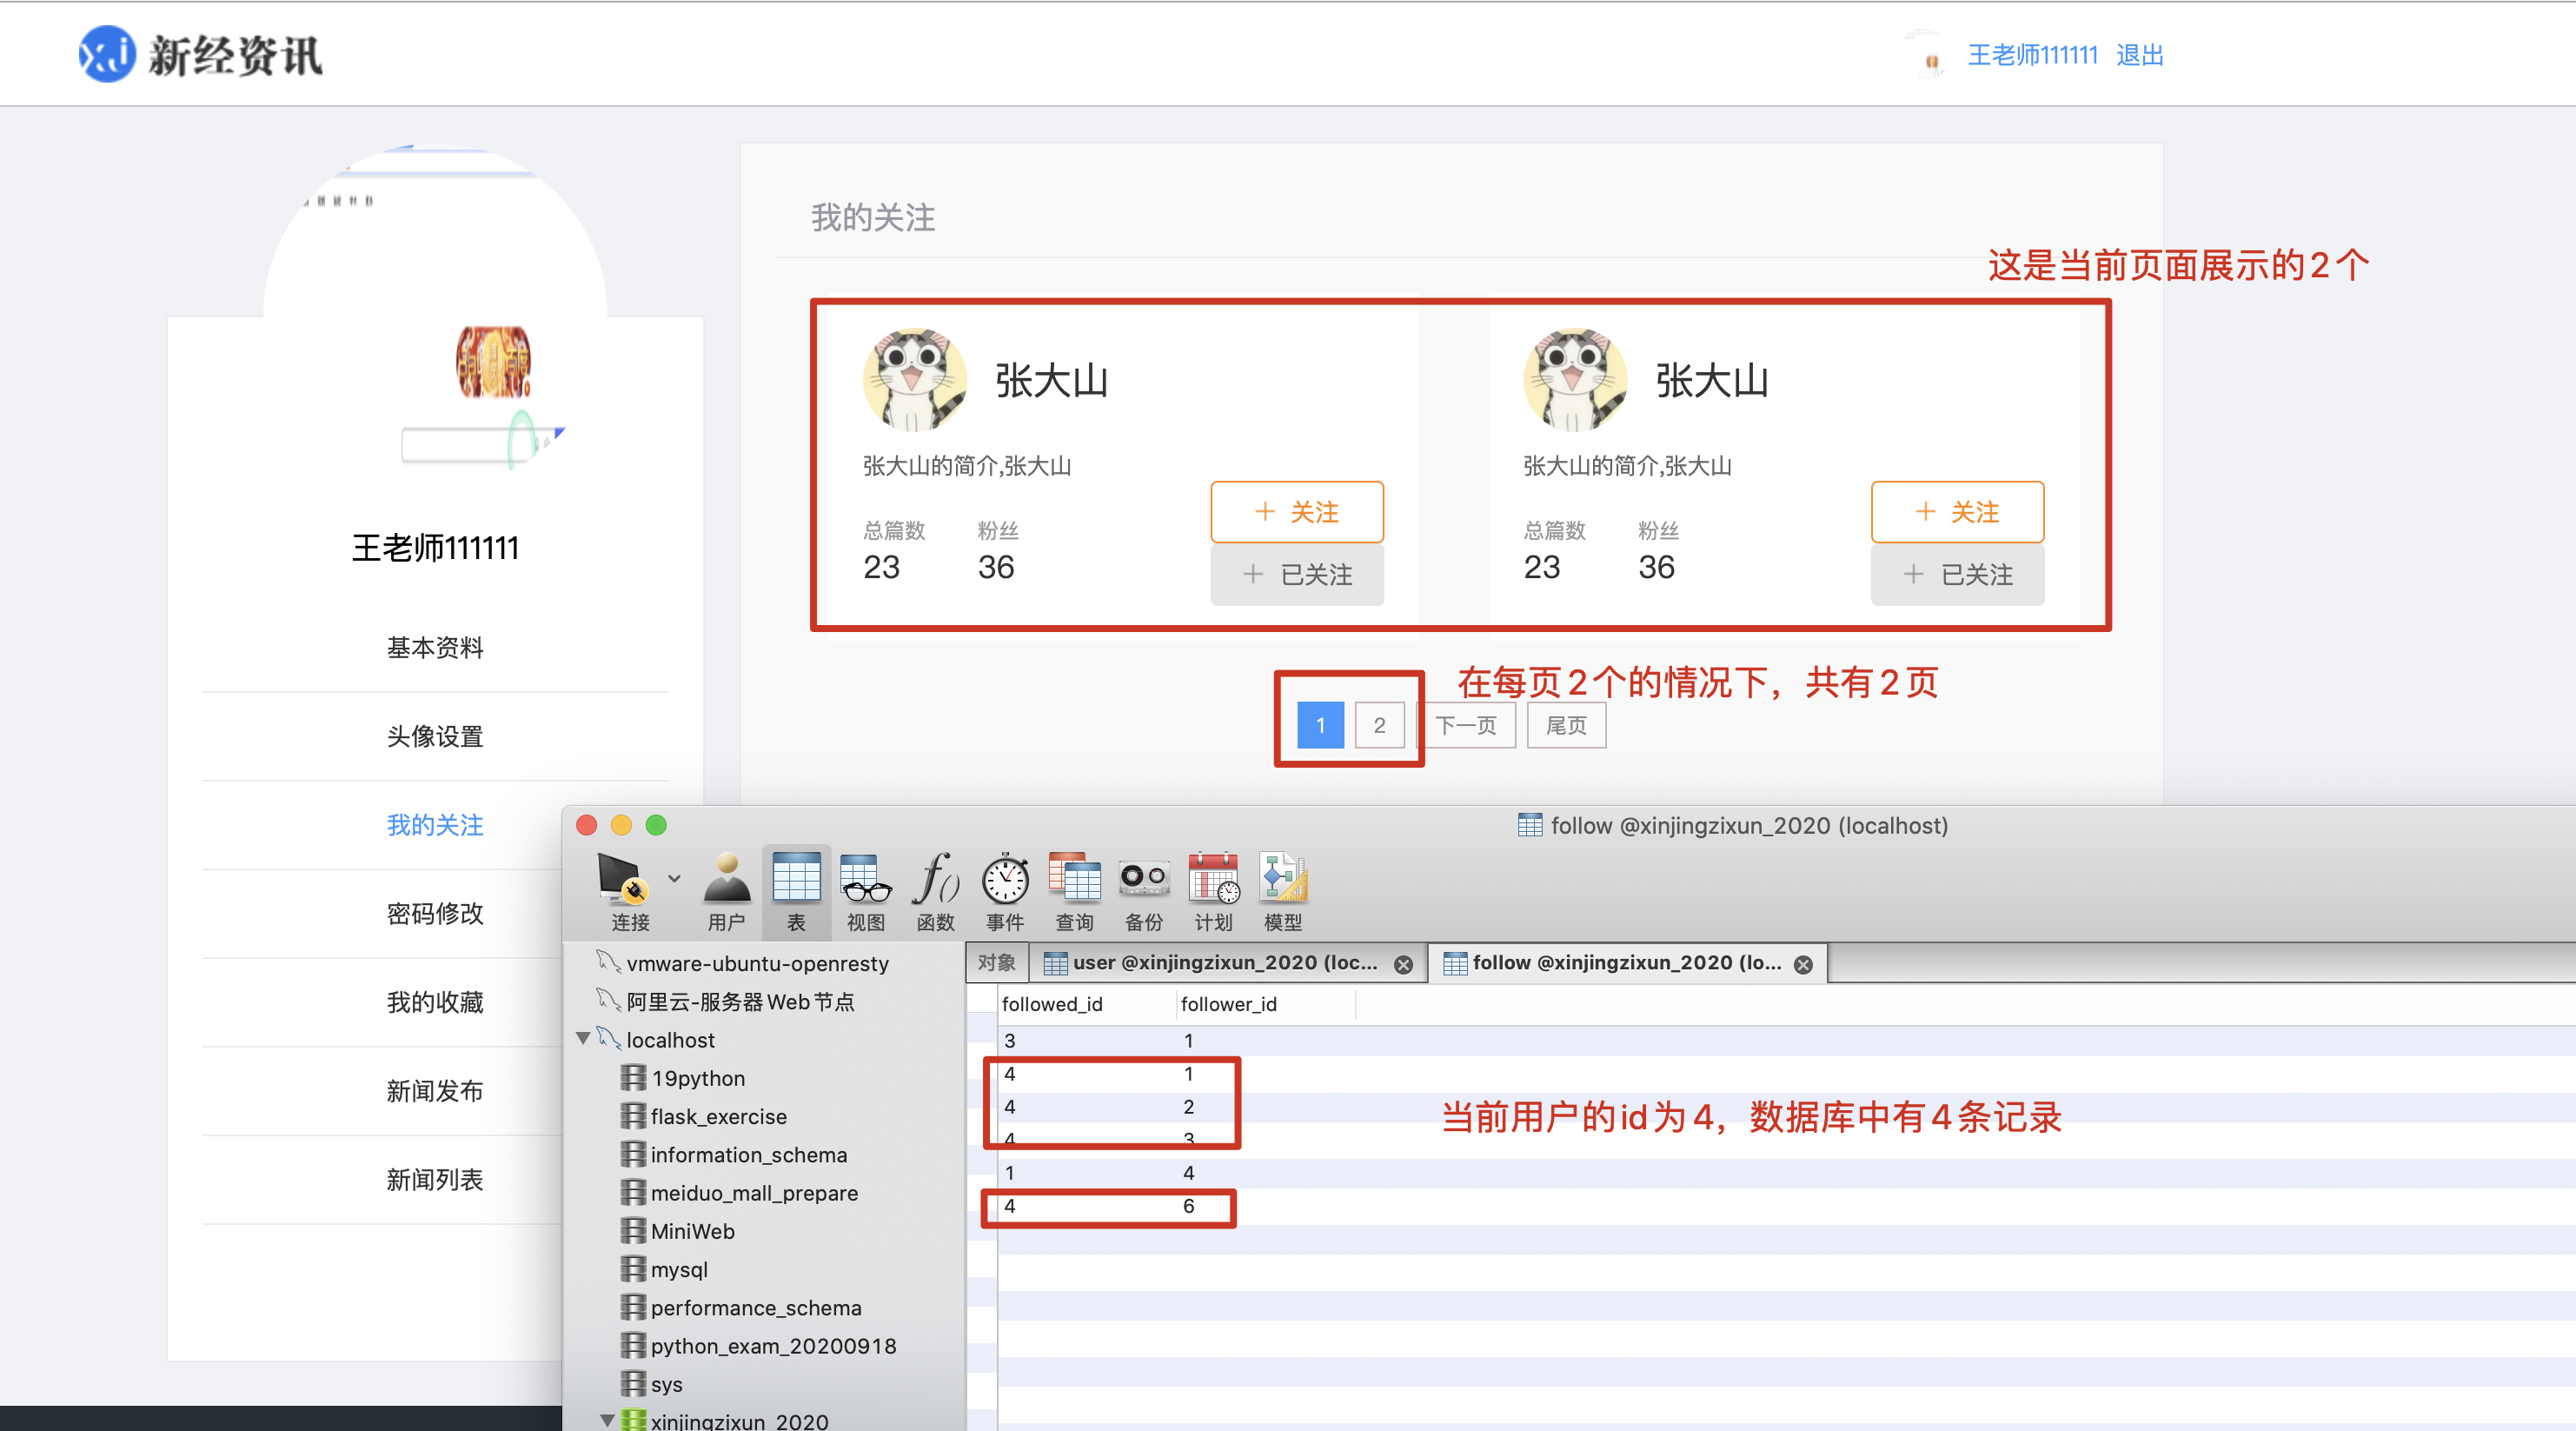 新经资讯
王老师111111 退出
我的关注
这是当前页面展示的2个
张大山
张大山的简介,张大山
总篇数 粉丝
23 36
+ 关注
+ 已关注
张大山
张大山的简介,张大山
总篇数 粉丝
23 36
+ 关注
+ 已关注
在每页2个的情况下，共有2页
1 2 下一页 尾页
王老师111111
基本资料
头像设置
我的关注
密码修改
我的收藏
新闻发布
新闻列表
follow @xinjingzixun_2020 (localhost)
连接 用户 表 视图 函数 事件 查询 备份 计划 模型
对象 user @xinjingzixun_2020 (loc... follow @xinjingzixun_2020 (lo...
vmware-ubuntu-openresty
阿里云-服务器Web节点
localhost
19python
flask_exercise
information_schema
meiduo_mall_prepare
MiniWeb
mysql
performance_schema
python_exam_20200918
sys
xinjingzixun_2020
followed_id follower_id
3 1
4 1
4 2
4 3
1 4
4 6
当前用户的id为4，数据库中有4条记录